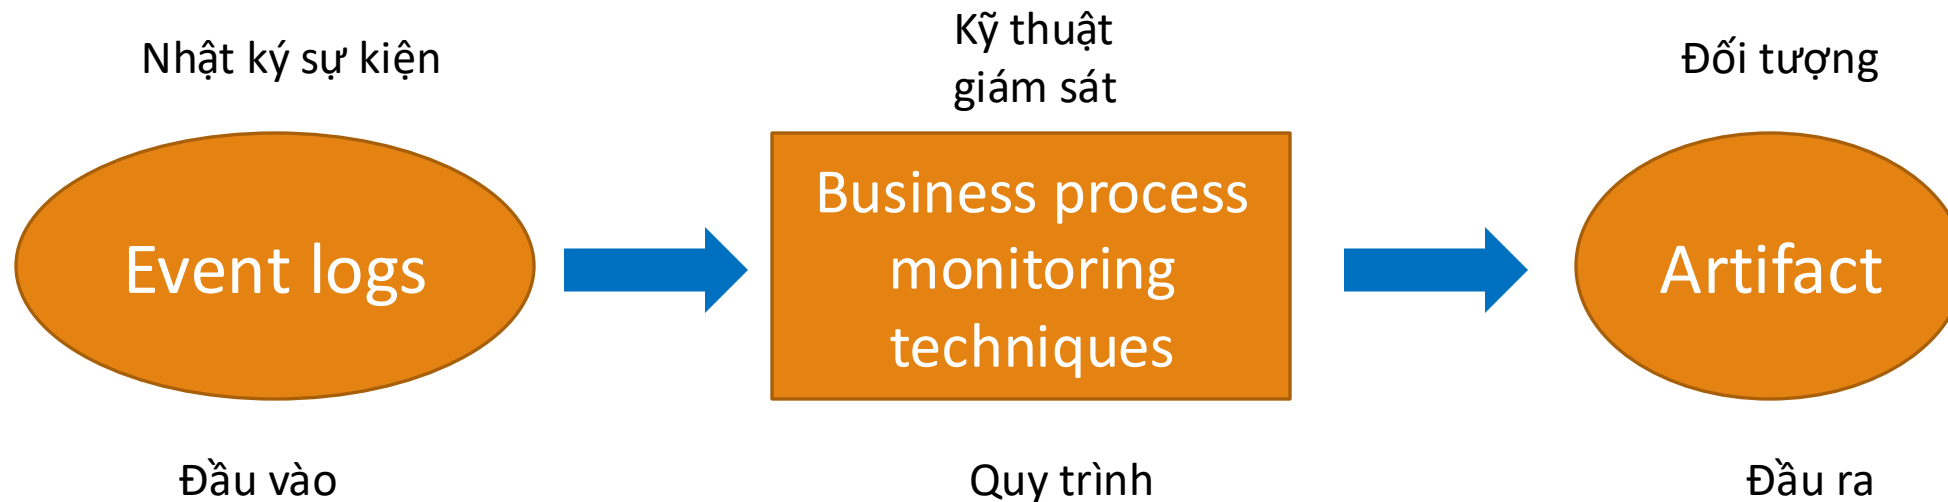 Nhật ký sự kiện
Kỹ thuật
giám sát
Đối tượng
Event logs
Business process
monitoring
techniques
Artifact
Đầu vào
Quy trình
Đầu ra